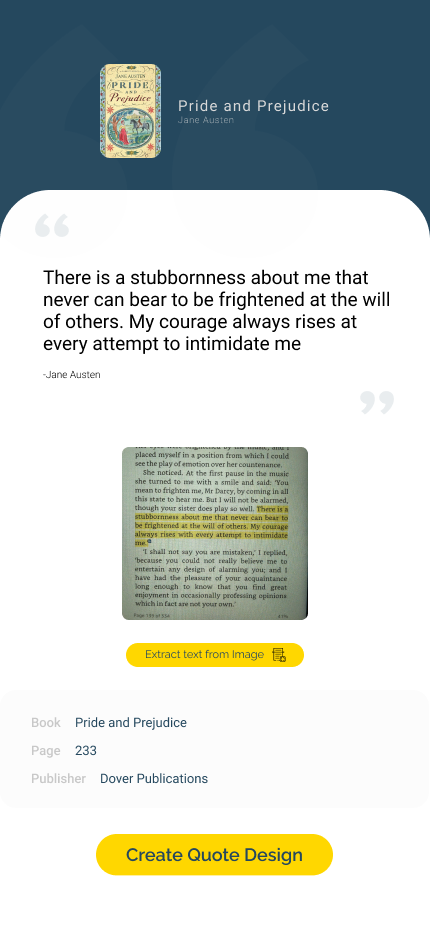 JANE AUSTEN
PRIDE
AND
Prejudice
Pride and Prejudice
Jane Austen
“
There is a stubbornness about me that
never can bear to be frightened at the will
of others. My courage always rises at
every attempt to intimidate me
-Jane Austen
”
placed myself in a position from which I could
see the play of emotion over her countenance.
She noticed. At the first pause in the music
she turned to me with a smile and said: 'You
mean to frighten me, Mr Darcy, by coming in all
this state to hear me. But I will not be alarmed,
though your sister does play so well. There is a
stubbornness about me that never can bear to
be frightened at the will of others. My courage
always rises with every attempt to intimidate
me.'
'I shall not say you are mistaken,' I replied,
'because you could not really believe me to
entertain any design of alarming you; and I
have had the pleasure of your acquaintance
long enough to know that you find great
enjoyment in occasionally professing opinions
which in fact are not your own.'
Extract text from Image
Book Pride and Prejudice
Page 233
Publisher Dover Publications
Create Quote Design